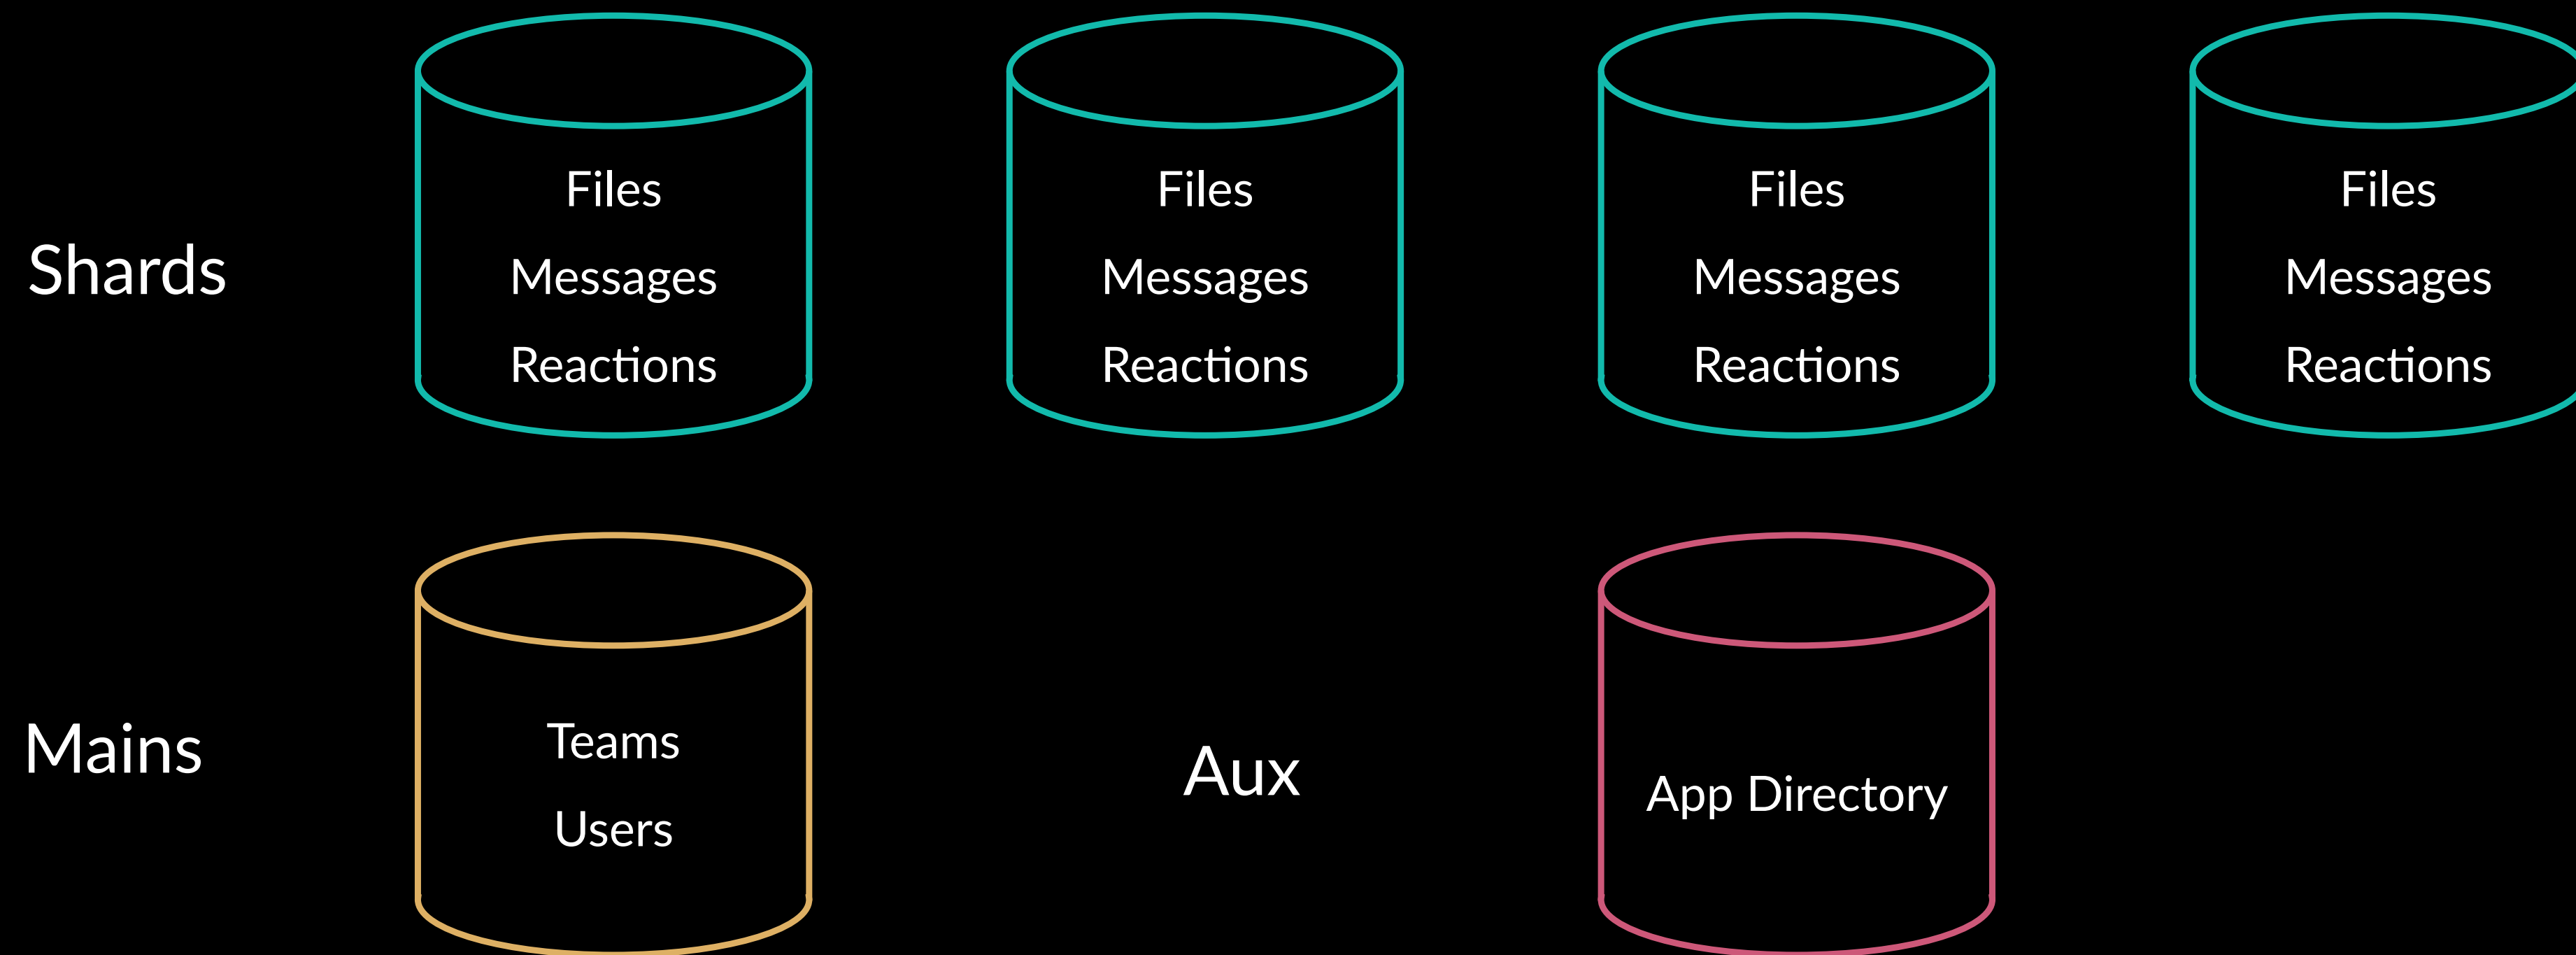 Shards
Files
Messages
Reactions
Files
Messages
Reactions
Files
Messages
Reactions
Files
Messages
Reactions
Mains
Teams
Users
Aux
App Directory